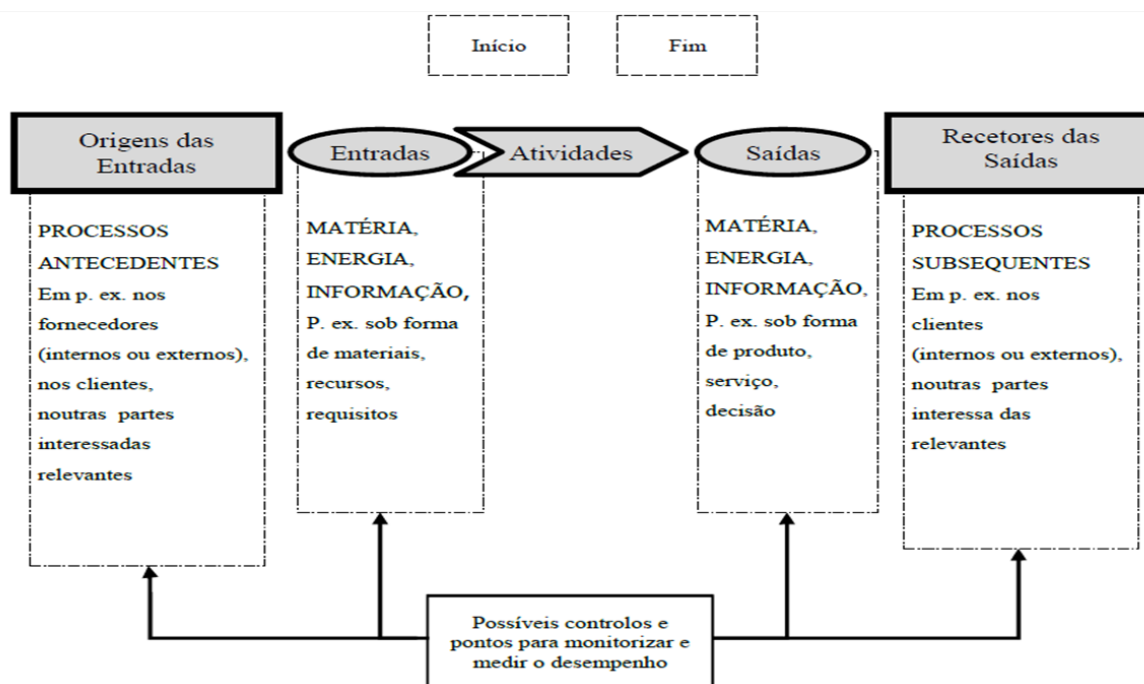 Início
Fim
Origens das
Entradas
Entradas
Atividades
Saídas
Recetores das
Saídas
PROCESSOS
ANTECEDENTES
Em p. ex. nos
fornecedores
(internos ou externos),
nos clientes,
noutras partes
interessadas
relevantes
MATÉRIA,
ENERGIA,
INFORMAÇÃO,
P. ex. sob forma
de materiais,
recursos,
requisitos
MATÉRIA,
ENERGIA,
INFORMAÇÃO,
P. ex. sob forma
de produto,
serviço,
decisão
PROCESSOS
SUBSEQUENTES
Em p. ex. nos
clientes
(internos ou externos),
noutras partes
interessa das
relevantes
Possíveis controlos e
pontos para monitorizar e
medir o desempenho